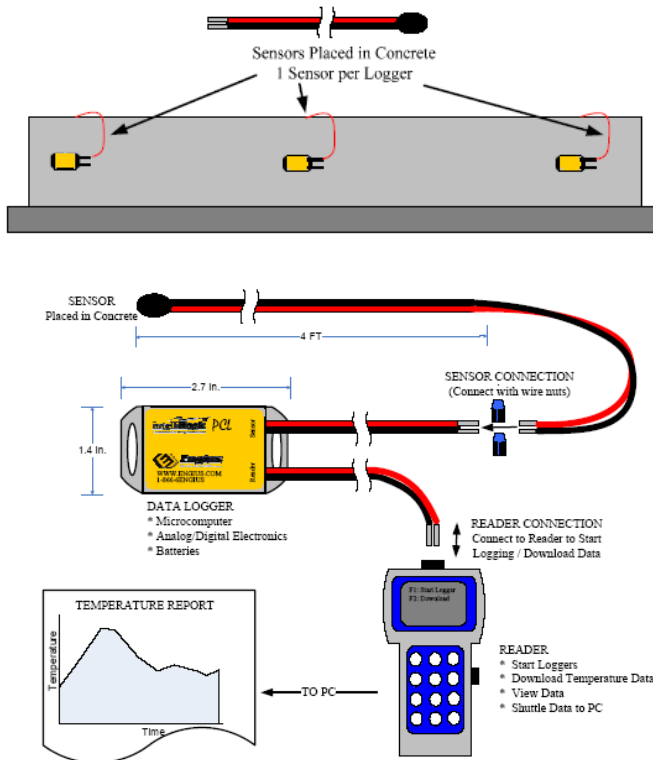 Sensors Placed in Concrete
1 Sensor per Logger
SENSOR
Placed in Concrete
4 FT
SENSOR CONNECTION
(Connect with wire nuts)
2.7 in.
1.4 in.
PCL
Sensor
Engius
WWW.ENGIUS.COM
Reader
DATA LOGGER
* Microcomputer
* Analog/Digital Electronics
* Batteries
READER CONNECTION
Connect to Reader to Start
Logging / Download Data
F1: Start Logger
F2: Download
TEMPERATURE REPORT
Temperature
Time
TO PC
READER
* Start Loggers
* Download Temperature Data
* View Data
* Shuttle Data to PC